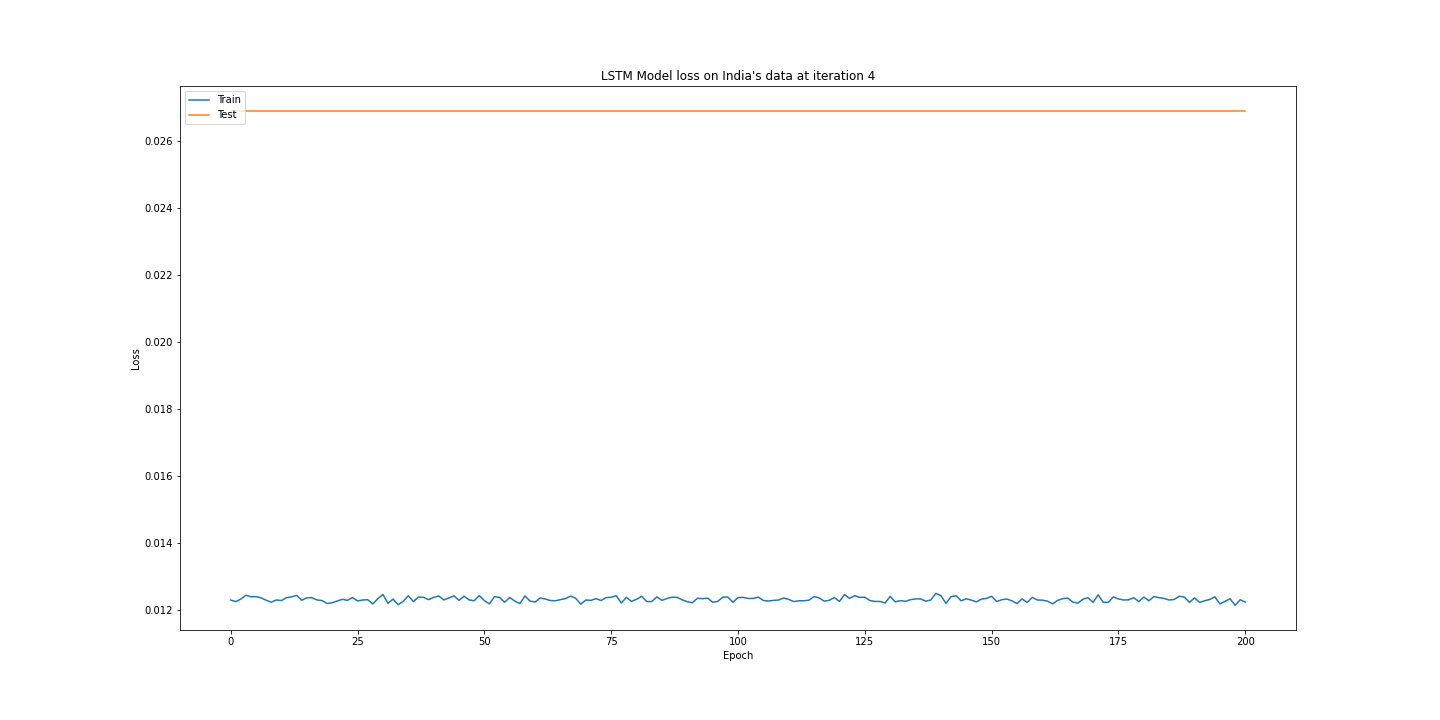 LSTM Model loss on India's data at iteration 4
Train
Test
0.026
0.024
0.022
0.020
0.018
0.016
0.014
0.012
Loss
0 25 50 75 100 125 150 175 200
Epoch